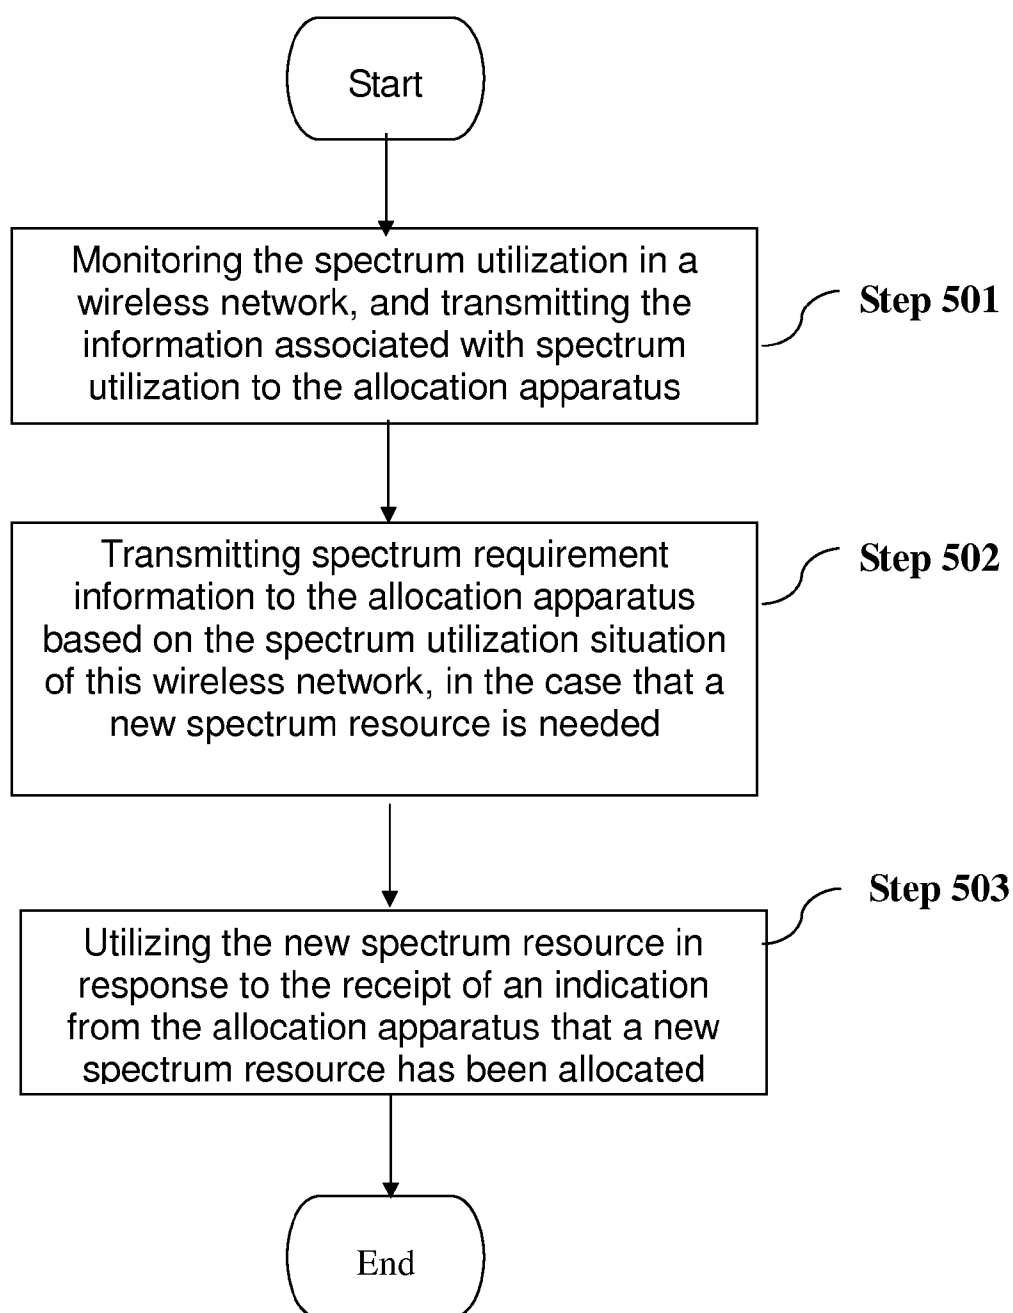 Start
Monitoring the spectrum utilization in a
wireless network, and transmitting the
information associated with spectrum
utilization to the allocation apparatus
Step 501
Transmitting spectrum requirement
information to the allocation apparatus
based on the spectrum utilization situation
of this wireless network, in the case that a
new spectrum resource is needed
Step 502
Utilizing the new spectrum resource in
response to the receipt of an indication
from the allocation apparatus that a new
spectrum resource has been allocated
Step 503
End